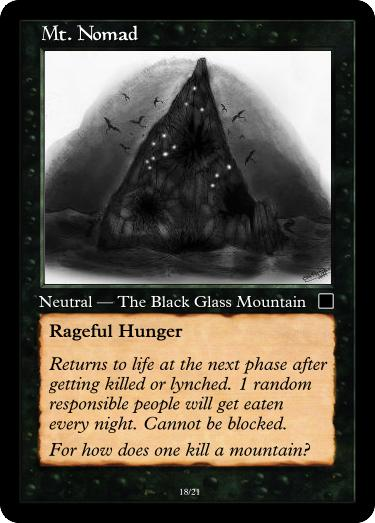 Mt. Nomad
Neutral — The Black Glass Mountain
Rageful Hunger
Returns to life at the next phase after
getting killed or lynched. 1 random
responsible people will get eaten
every night. Cannot be blocked.
For how does one kill a mountain?
18/21